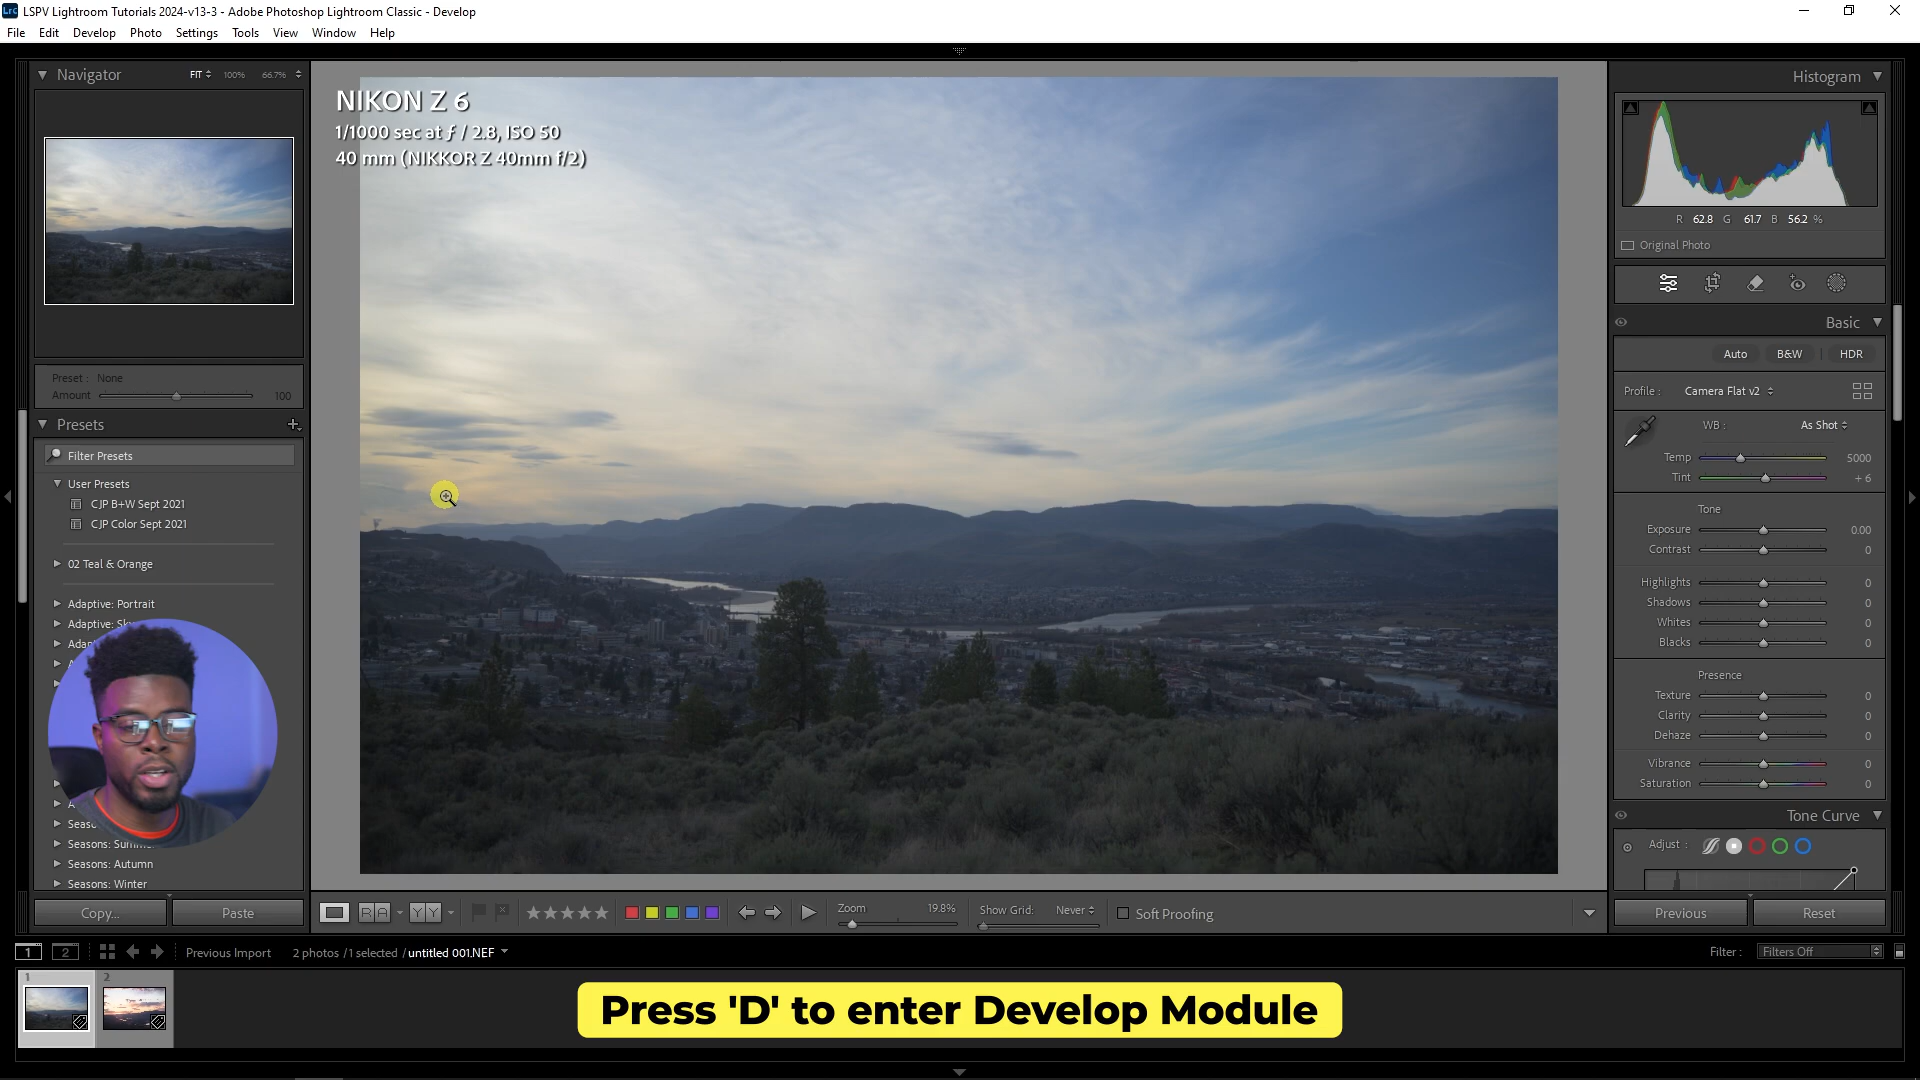 LSPV Lightroom Tutorials 2024-v13-3 - Adobe Photoshop Lightroom Classic - Develop
File Edit Develop Photo Settings Tools View Window Help
Navigator FIT 100% 66.7%
Preset : None
Amount 100
Presets
Filter Presets
User Presets
CJP B+W Sept 2021
CJP Color Sept 2021
02 Teal & Orange
Adaptive: Portrait
Adaptive:
Seasons: Autumn
Seasons: Winter
Copy... Paste
NIKON Z 6
1/1000 sec at ƒ / 2.8, ISO 50
40 mm (NIKKOR Z 40mm f/2)
Histogram
R 62.8 G 61.7 B 56.2 %
Original Photo
Basic
Auto B&W HDR
Profile : Camera Flat v2
WB : As Shot
Temp 5000
Tint + 6
Tone
Exposure 0.00
Contrast 0
Highlights 0
Shadows 0
Whites 0
Blacks 0
Presence
Texture 0
Clarity 0
Dehaze 0
Vibrance 0
Saturation 0
Tone Curve
Adjust :
Previous Reset
R A Y Y Zoom 19.8% Show Grid: Never Soft Proofing
1 2 Previous Import 2 photos / 1 selected / untitled 001.NEF Filter : Filters Off
1 2
Press 'D' to enter Develop Module